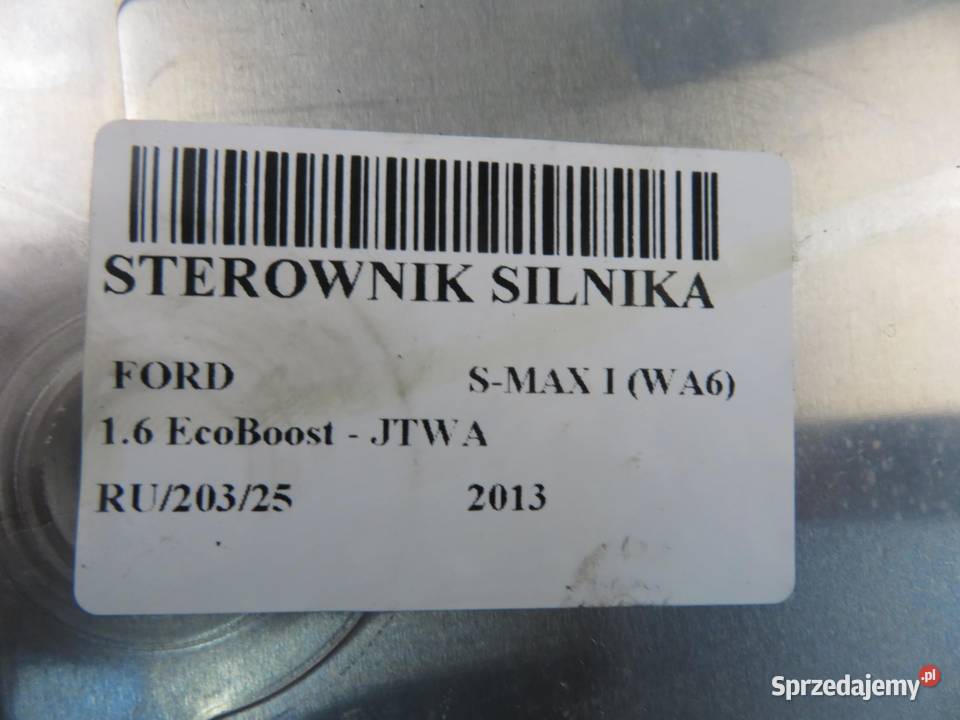 STEROWNIK SILNIKA
FORD S-MAX I (WA6)
1.6 EcoBoost - JTWA
RU/203/25 2013
Sprzedajemy.pl